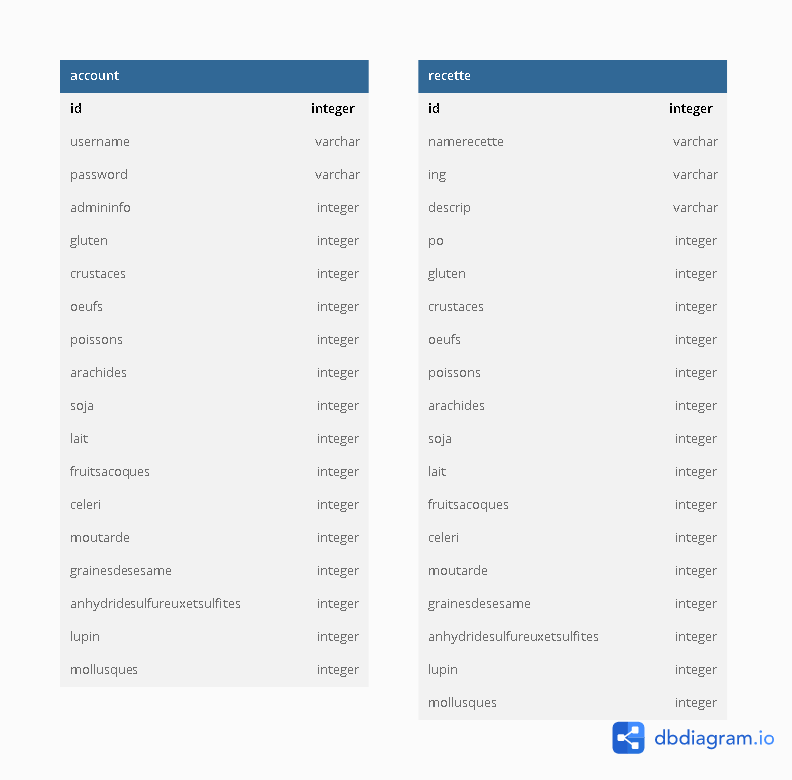 account
id integer
username varchar
password varchar
admininfo integer
gluten integer
crustaces integer
oeufs integer
poissons integer
arachides integer
soja integer
lait integer
fruitsacoques integer
celeri integer
moutarde integer
grainesdesesame integer
anhydridesulfureuxetsulfites integer
lupin integer
mollusques integer
recette
id integer
namerecette varchar
ing varchar
descrip varchar
po integer
gluten integer
crustaces integer
oeufs integer
poissons integer
arachides integer
soja integer
lait integer
fruitsacoques integer
celeri integer
moutarde integer
grainesdesesame integer
anhydridesulfureuxetsulfites integer
lupin integer
mollusques integer
dbdiagram.io